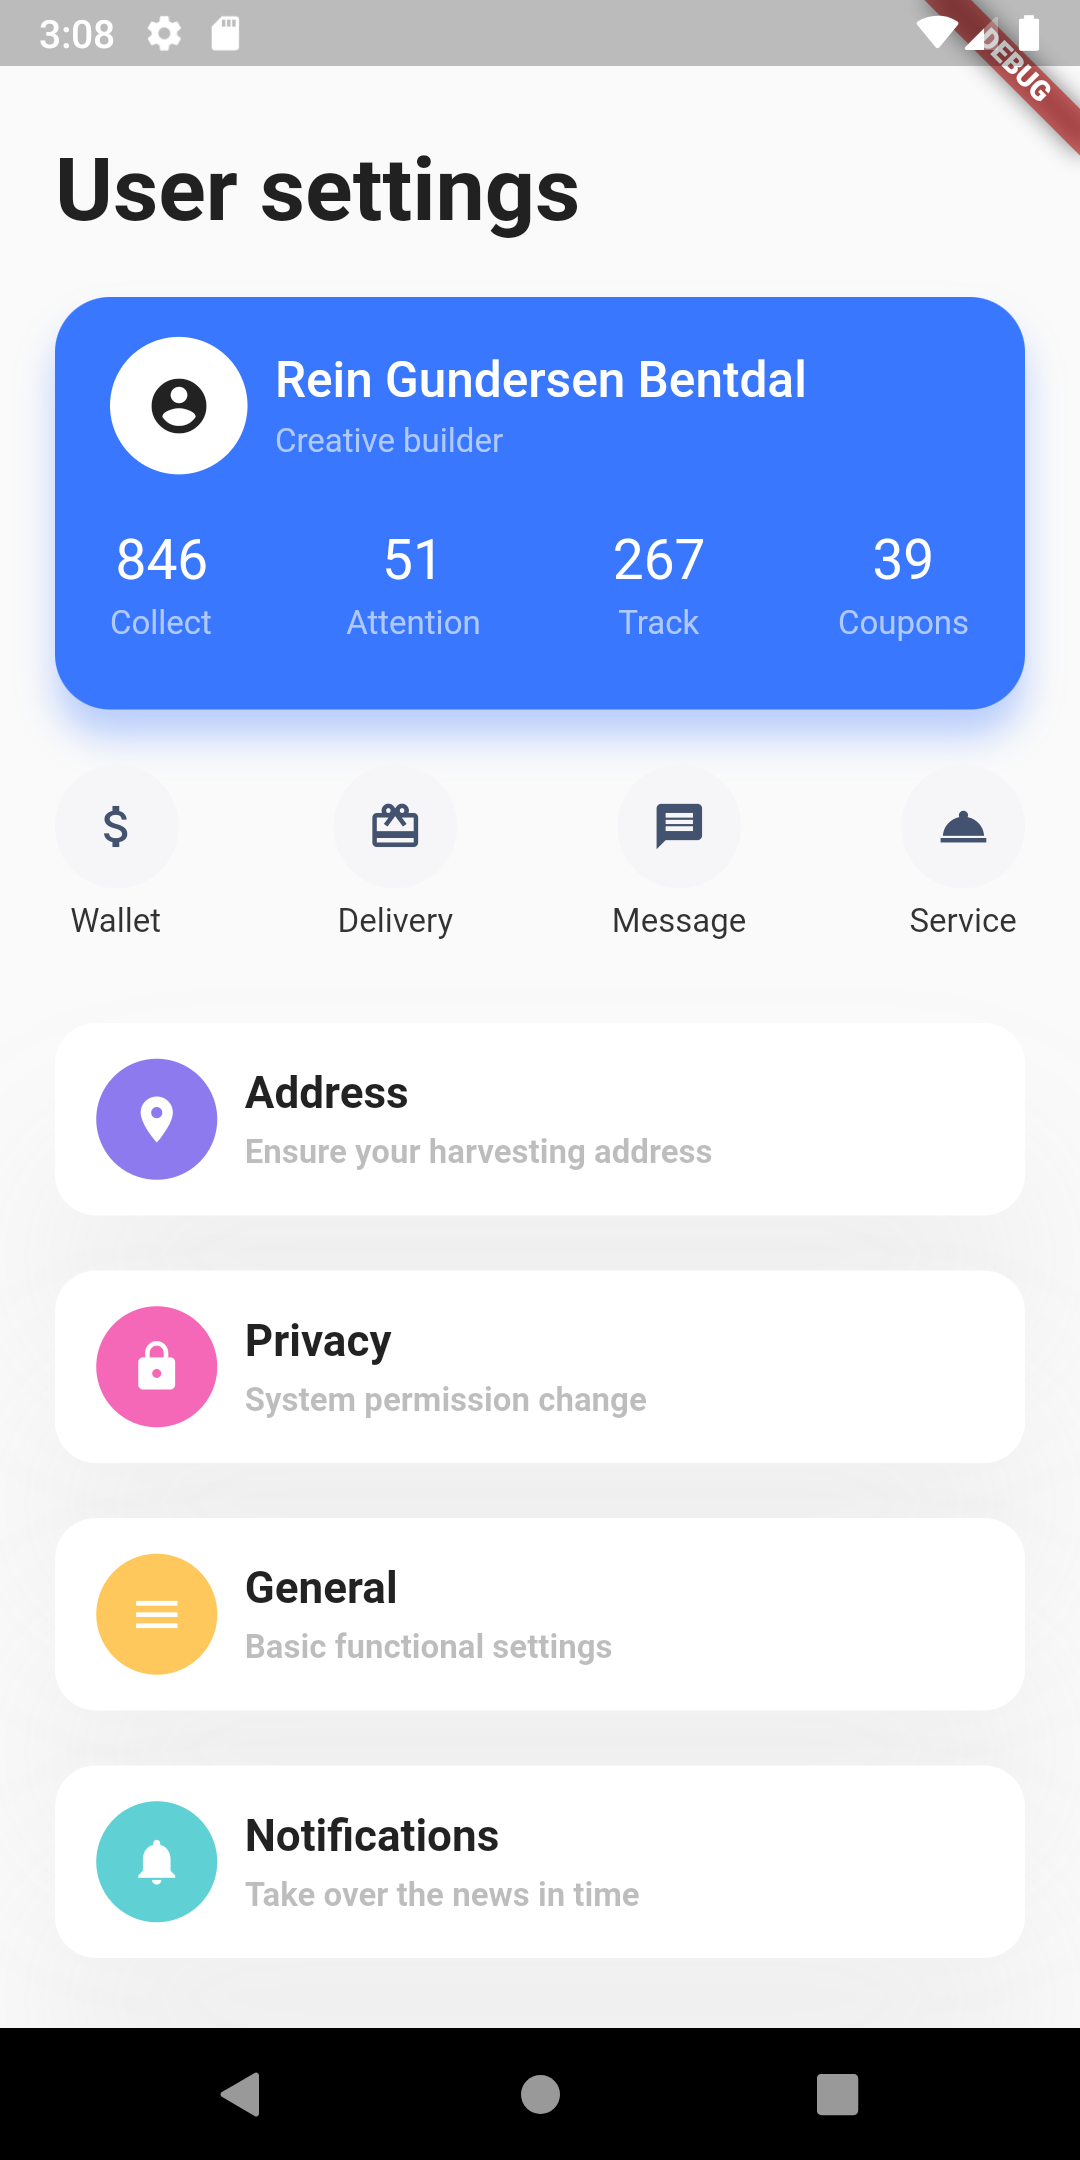 3:08
DEBUG
User settings
Rein Gundersen Bentdal
Creative builder
846 51 267 39
Collect Attention Track Coupons
Wallet Delivery Message Service
Address
Ensure your harvesting address
Privacy
System permission change
General
Basic functional settings
Notifications
Take over the news in time